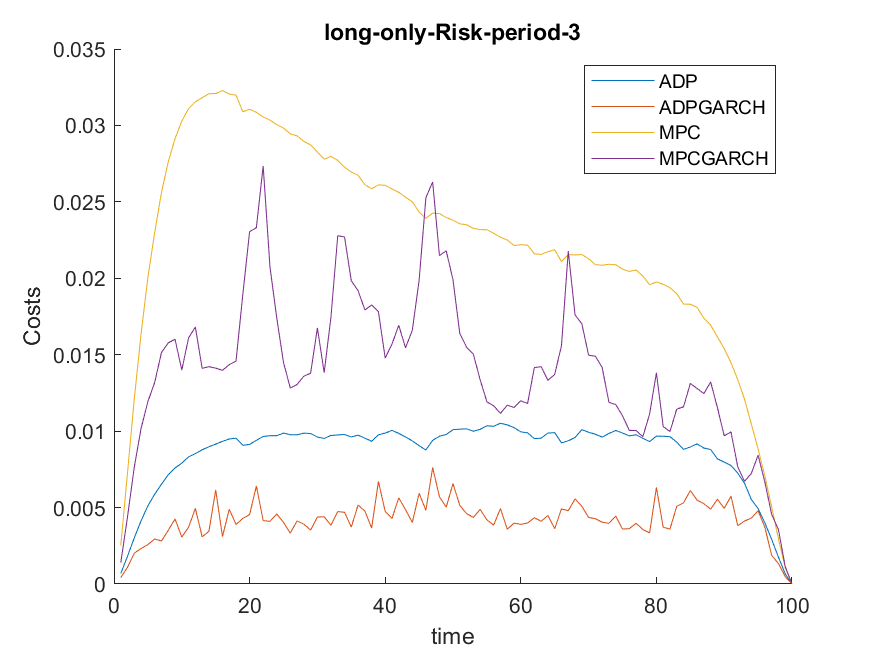 long-only-Risk-period-3
0.035
0.03
0.025
0.02
0.015
0.01
0.005
0
Costs
ADP
ADPGARCH
MPC
MPCGARCH
0 20 40 60 80 100
time